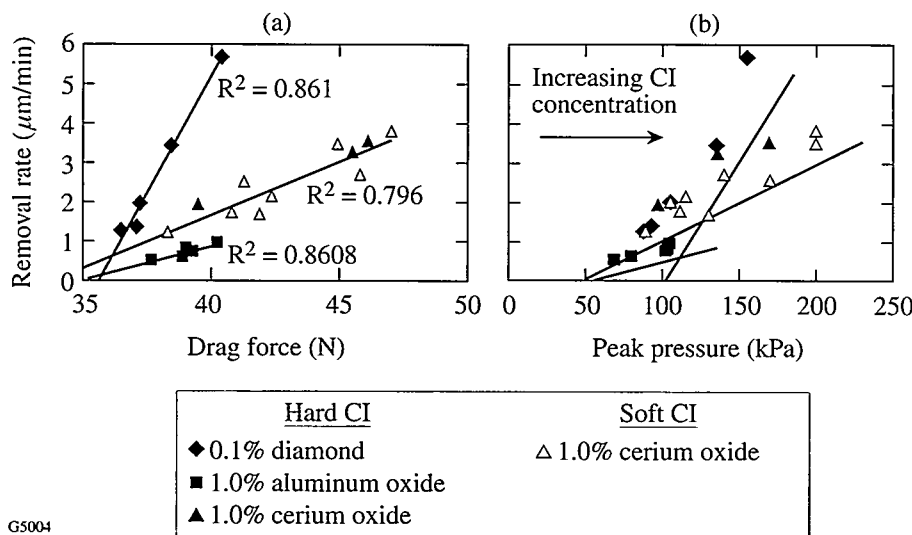 (a)
(b)
6
5
4
3
2
1
0
Removal rate (μm/min)
R² = 0.861
R² = 0.796
R² = 0.8608
35
40
45
50
Drag force (N)
Increasing CI
concentration
0
50
100
150
200
250
Peak pressure (kPa)
Hard CI
◆ 0.1% diamond
■ 1.0% aluminum oxide
▲ 1.0% cerium oxide
Soft CI
△ 1.0% cerium oxide
G5004